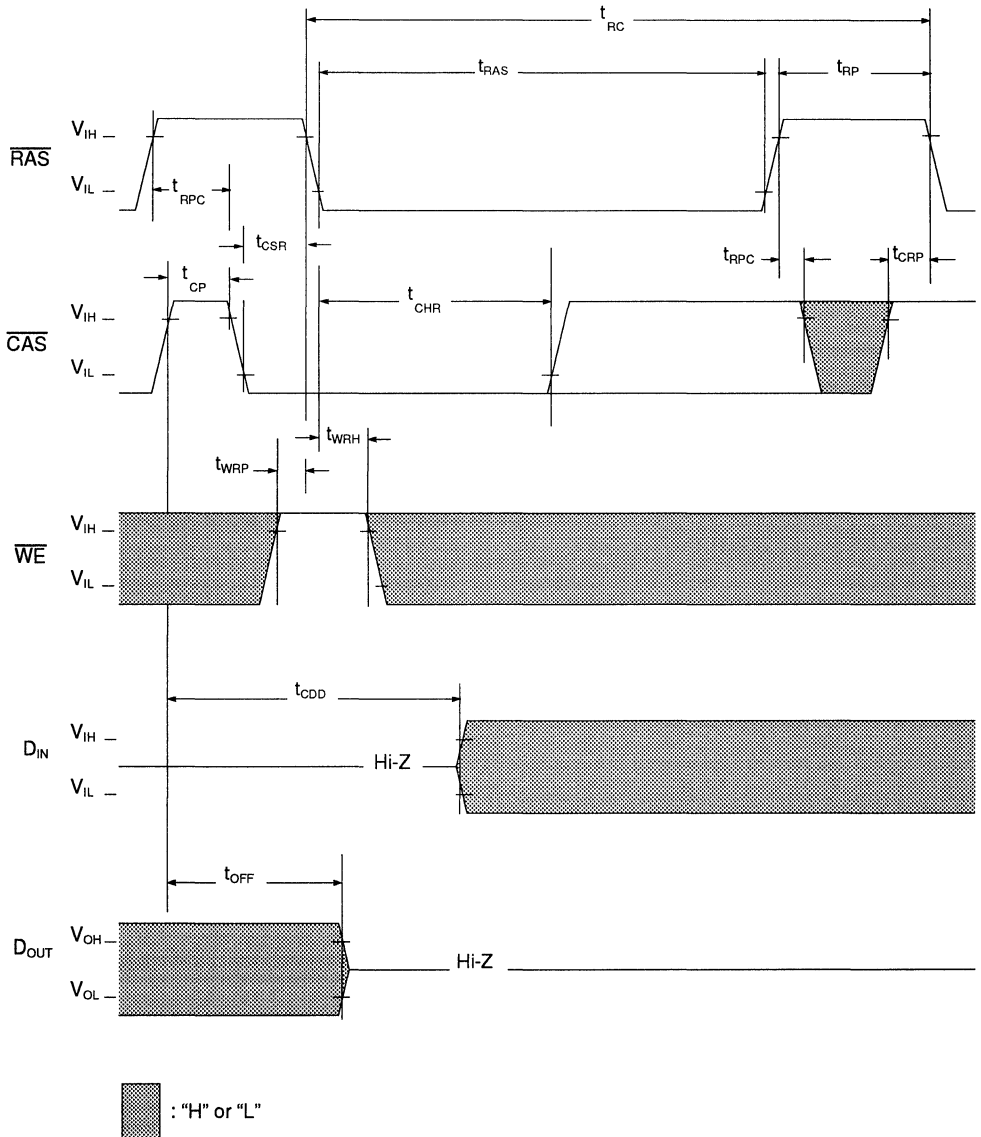 tRC
tRAS
tRP
RAS
VIH
VIL
tRPC
tCSR
tRPC
tCRP
tCP
tCHR
CAS
VIH
VIL
tWRH
tWRP
WE
VIH
VIL
tCDD
DIN
VIH
Hi-Z
VIL
tOFF
DOUT
VOH
Hi-Z
VOL
: “H” or “L”